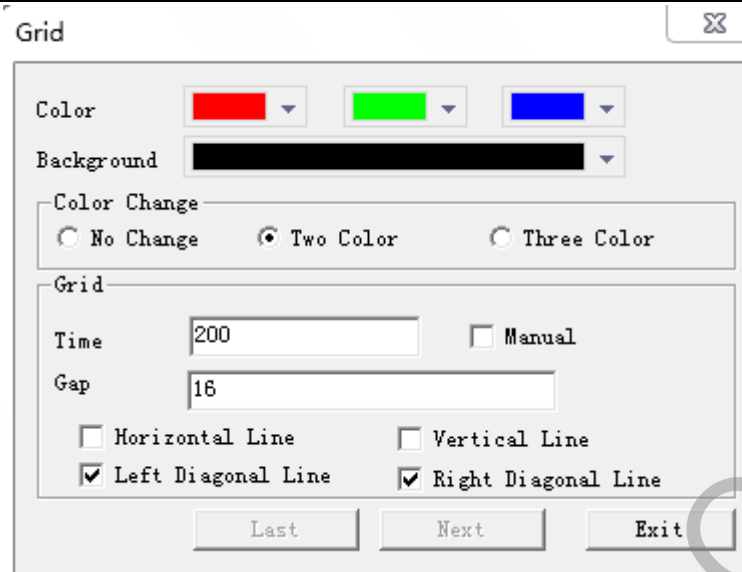 Grid
Color
Background
Color Change
No Change Two Color Three Color
Grid
Time 200 Manual
Gap 16
Horizontal Line Vertical Line
Left Diagonal Line Right Diagonal Line
Last Next Exit